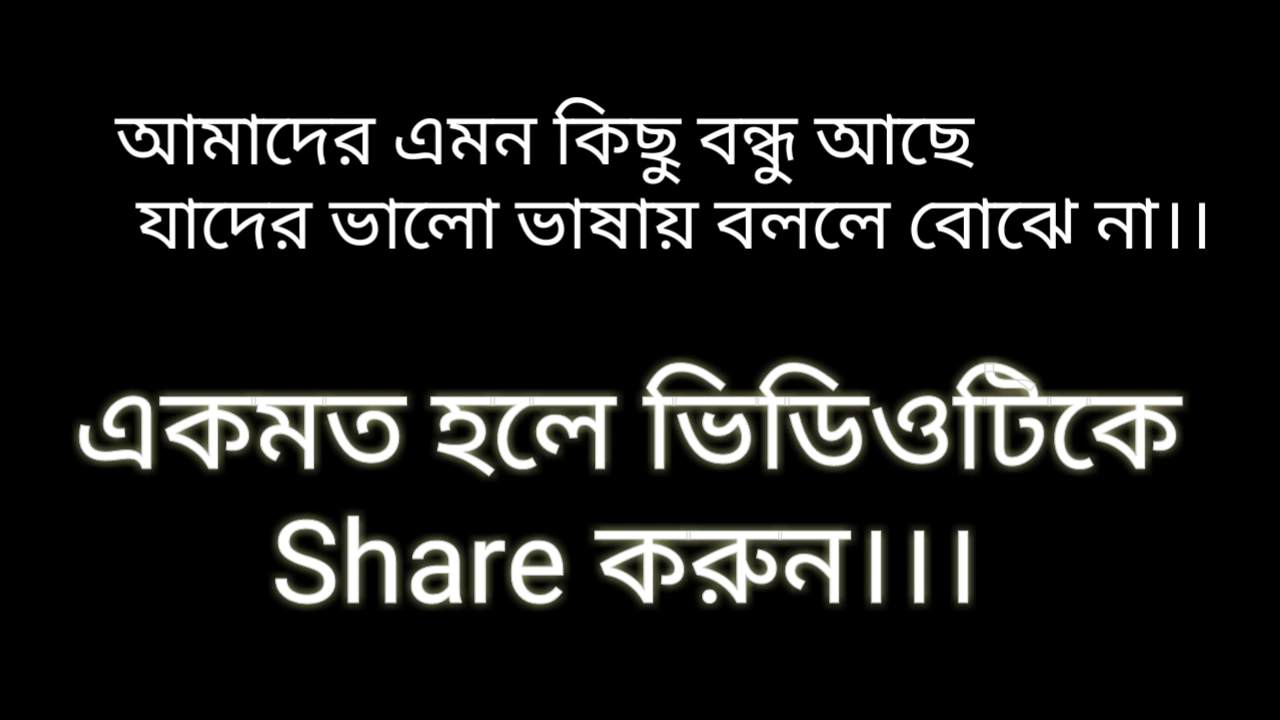 আমাদের এমন কিছু বন্ধু আছে
যাদের ভালো ভাষায় বললে বোঝে না।।
একমত হলে ভিডিওটিকে
Share করুন।।।